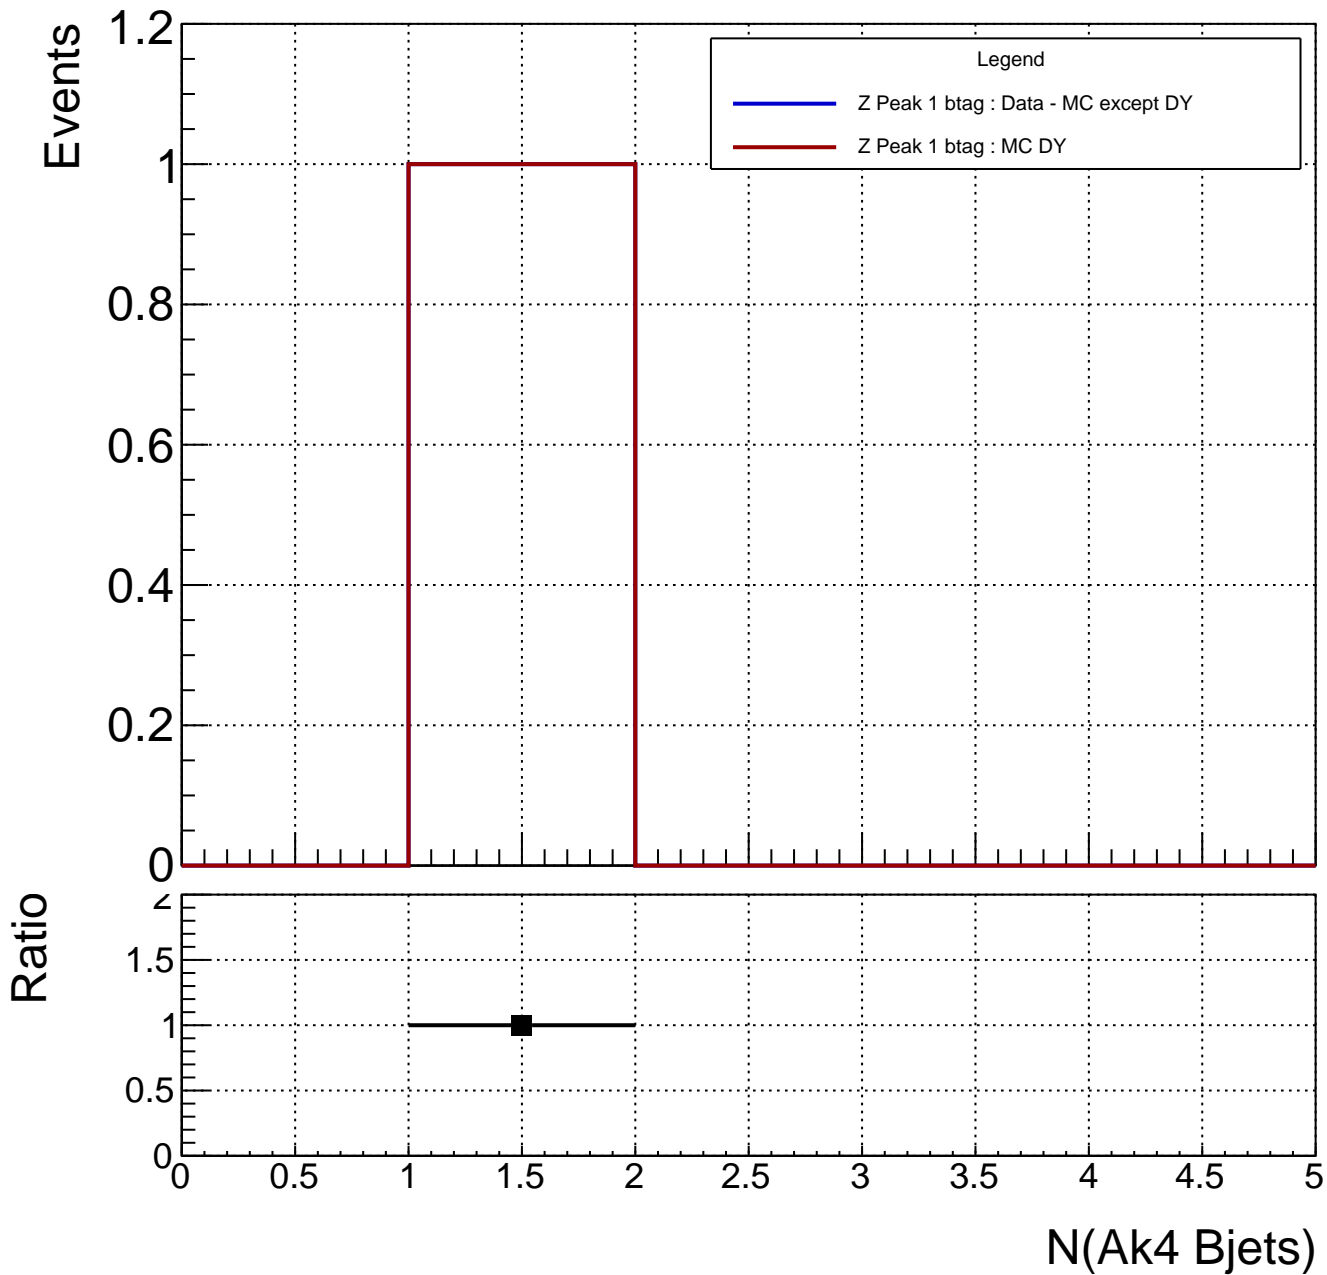 Events
1.2
1
0.8
0.6
0.4
0.2
0
Legend
Z Peak 1 btag : Data - MC except DY
Z Peak 1 btag : MC DY
Ratio
2
1.5
1
0.5
0
0 0.5 1 1.5 2 2.5 3 3.5 4 4.5 5
N(Ak4 Bjets)